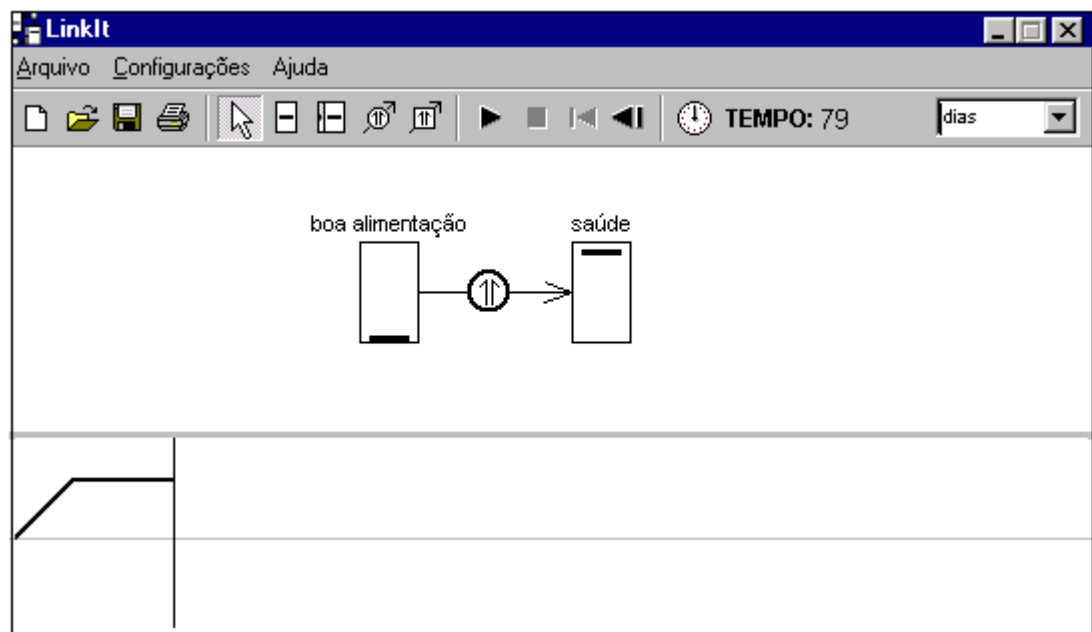 LinkIt
Arquivo Configurações Ajuda
TEMPO: 79 dias
boa alimentação saúde